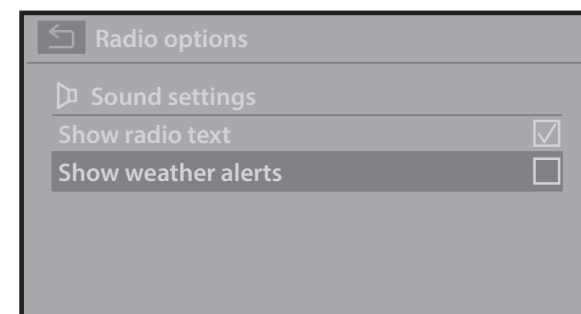 Radio options
Sound settings
Show radio text
Show weather alerts